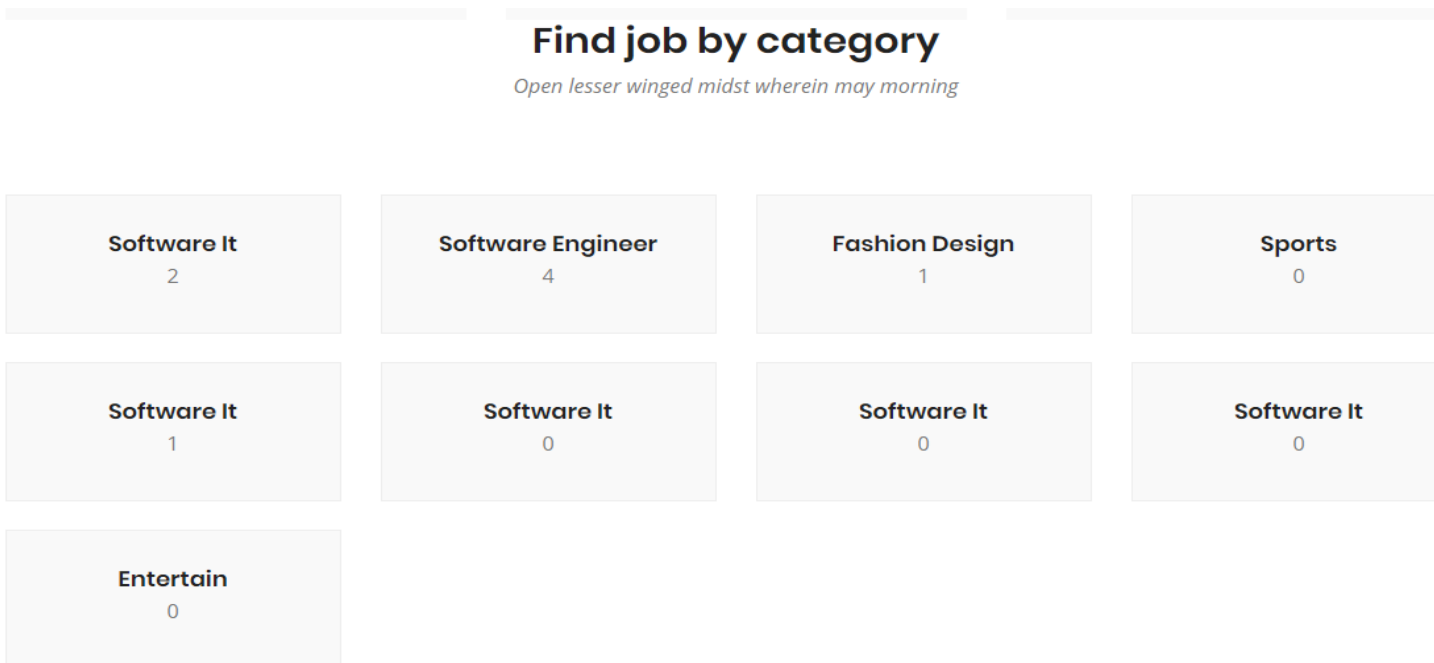 Find job by category
Open lesser winged midst wherein may morning
Software It
2
Software Engineer
4
Fashion Design
1
Sports
0
Software It
1
Software It
0
Software It
0
Software It
0
Entertain
0